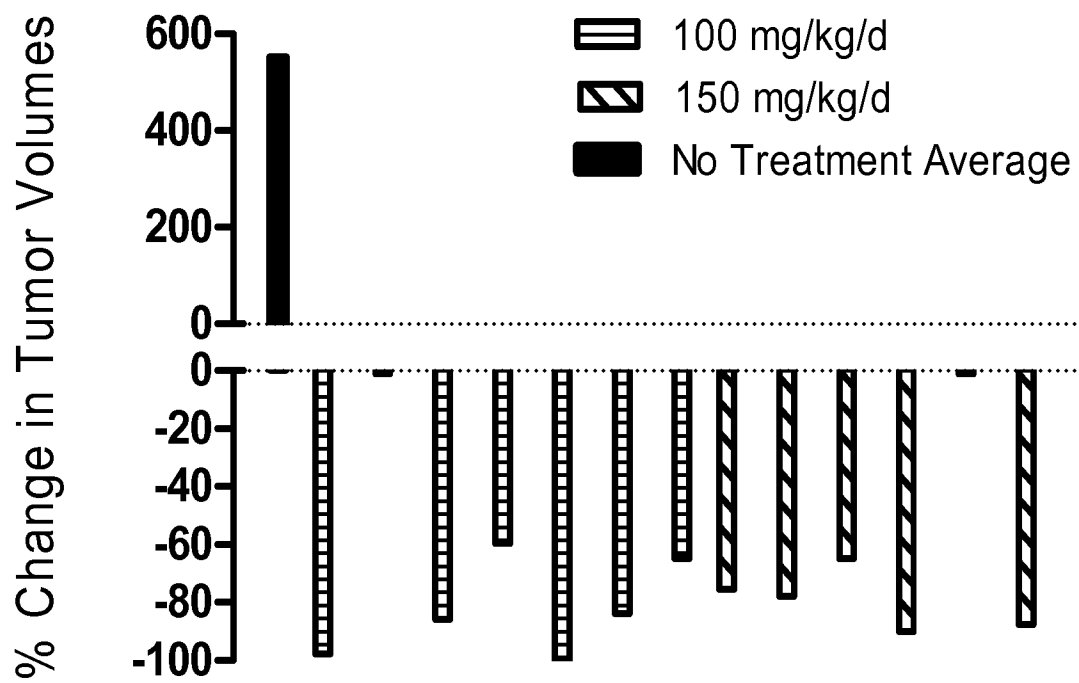 % Change in Tumor Volumes
600
400
200
0
0
-20
-40
-60
-80
-100
100 mg/kg/d
150 mg/kg/d
No Treatment Average